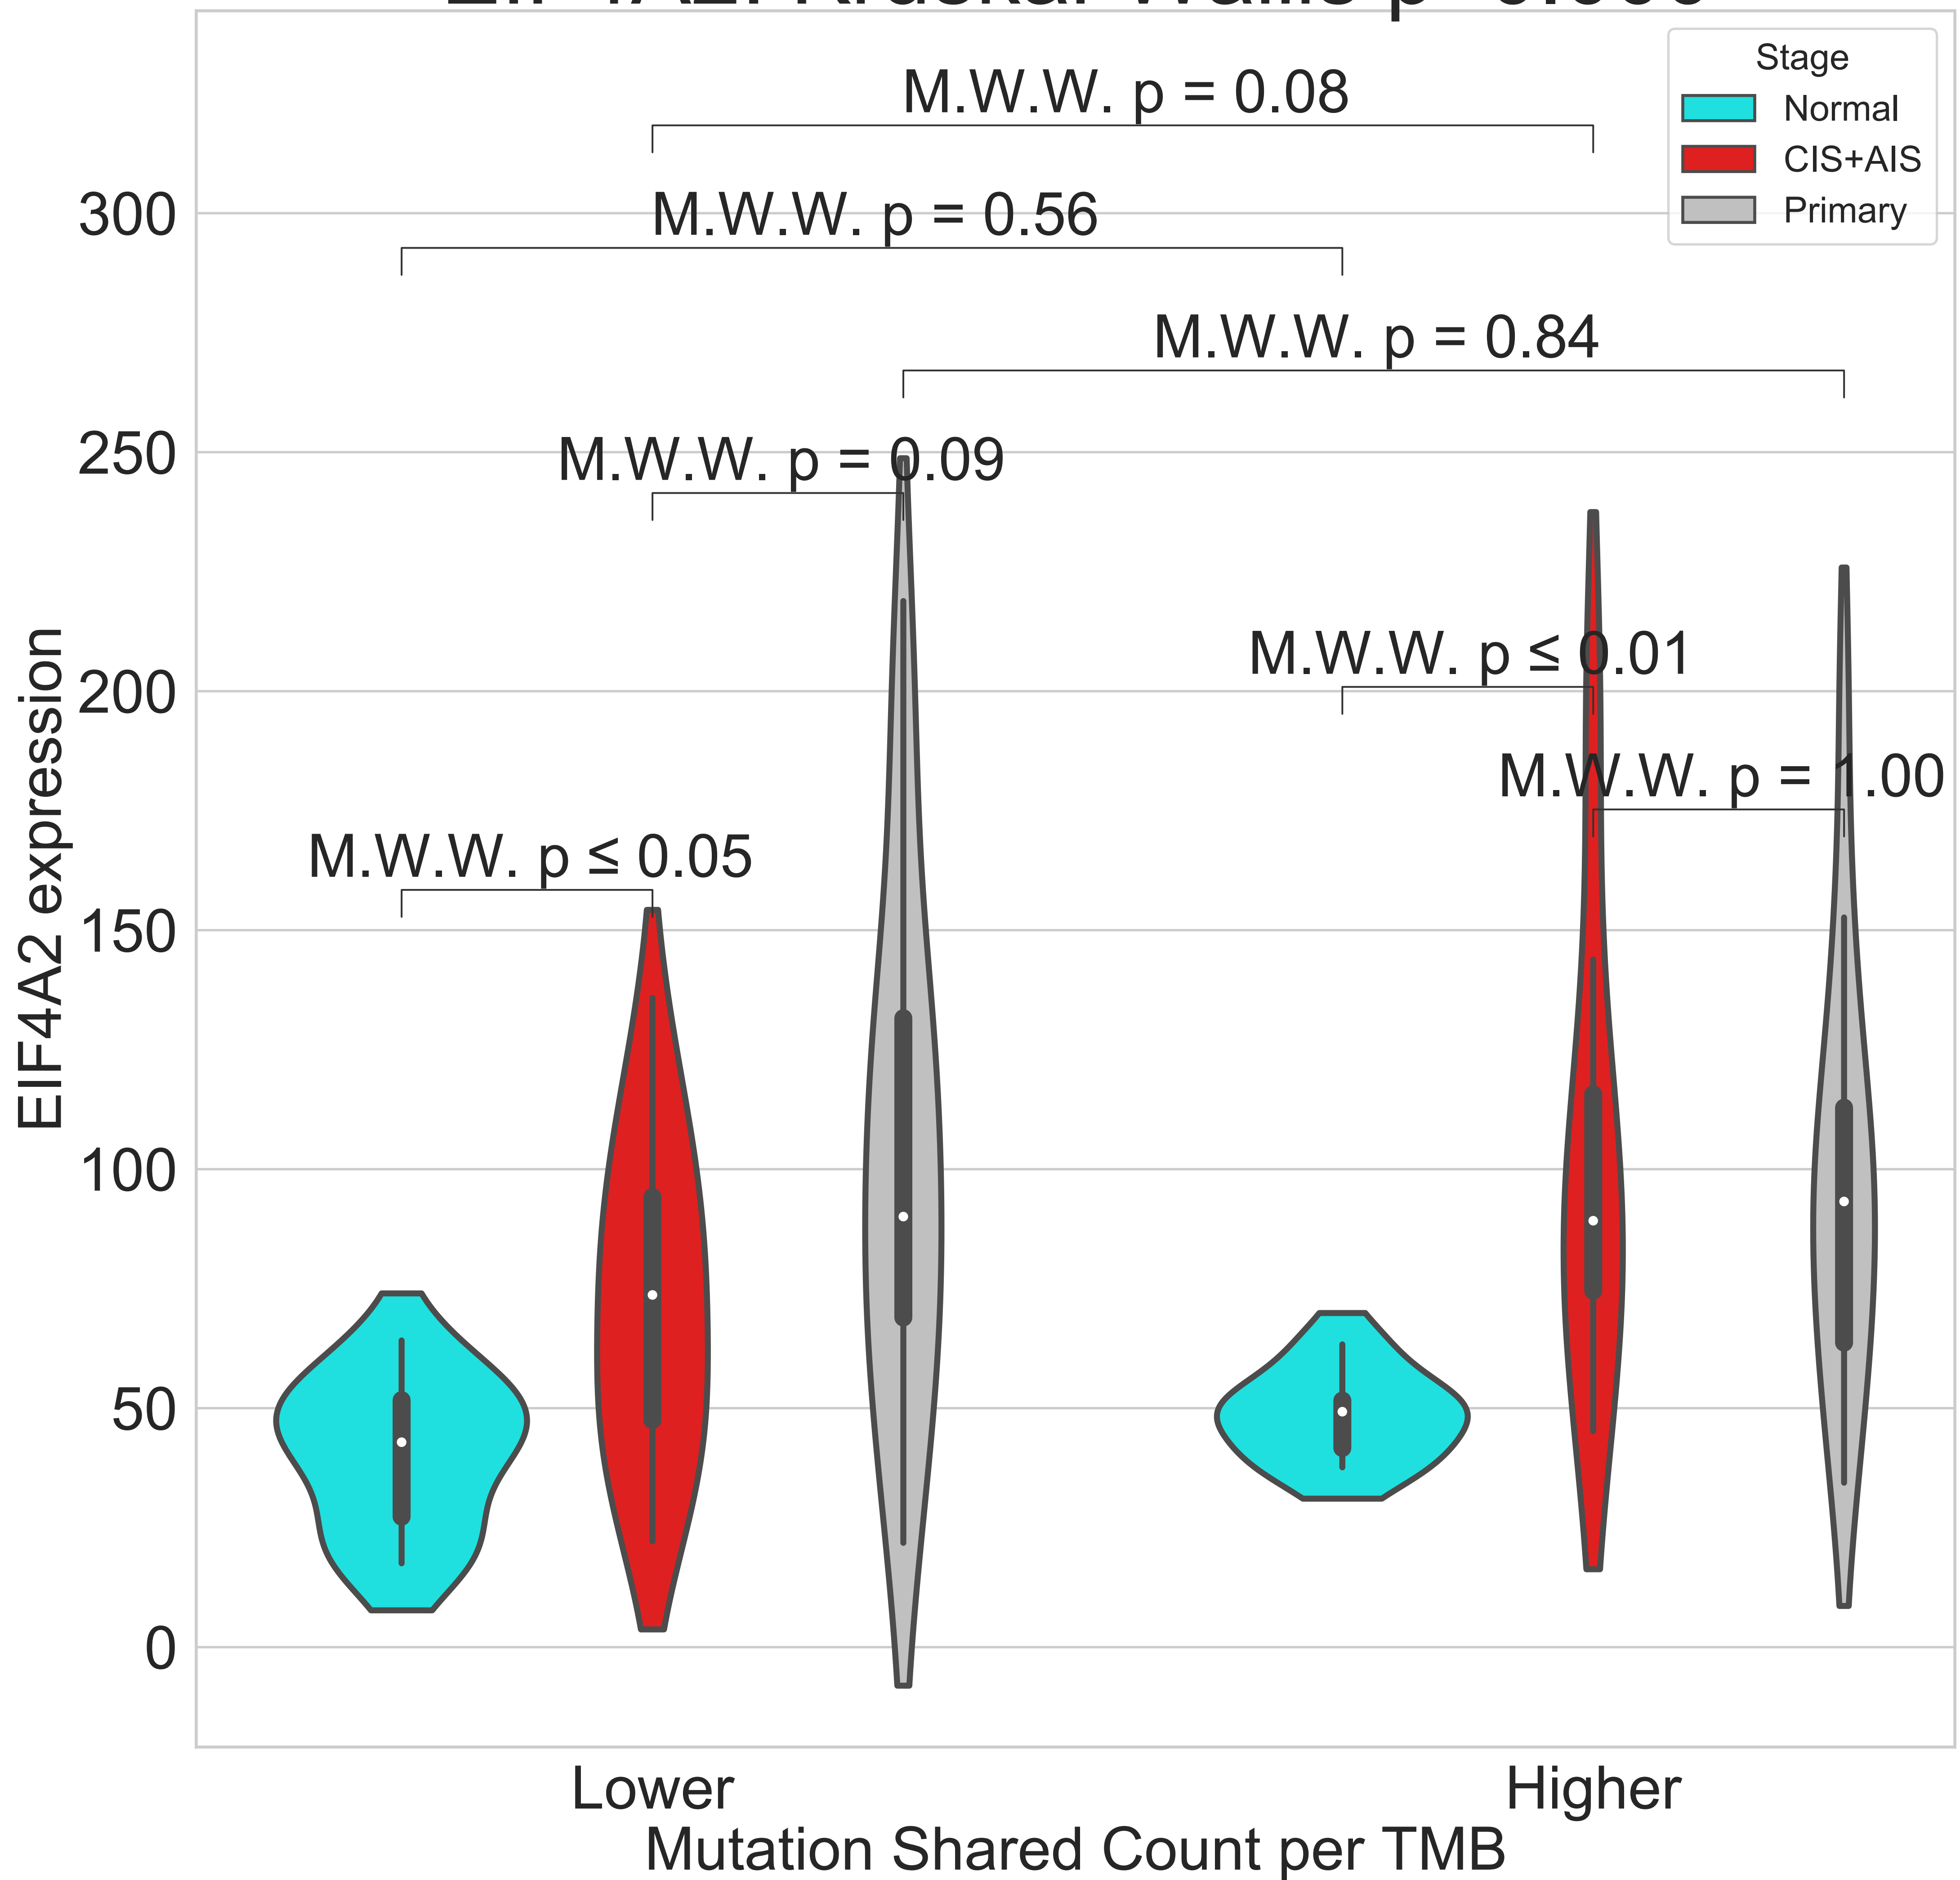 Stage
Normal
CIS+AIS
Primary
M.W.W. p = 0.08
M.W.W. p = 0.56
M.W.W. p = 0.84
M.W.W. p = 0.09
M.W.W. p ≤ 0.01
M.W.W. p = 1.00
M.W.W. p ≤ 0.05
EIF4A2 expression
300
250
200
150
100
50
0
Lower
Higher
Mutation Shared Count per TMB